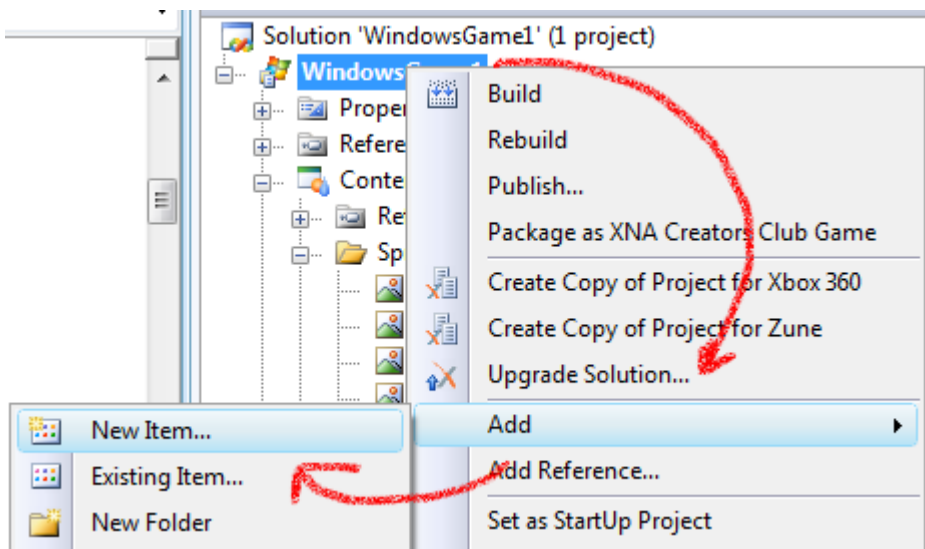 Solution 'WindowsGame1' (1 project)
Windows
Build
Proper
Rebuild
Refere
Publish...
Conte
Package as XNA Creators Club Game
Re
Sp
Create Copy of Project for Xbox 360
Create Copy of Project for Zune
Upgrade Solution...
Add
New Item...
Add Reference...
Existing Item...
Set as StartUp Project
New Folder